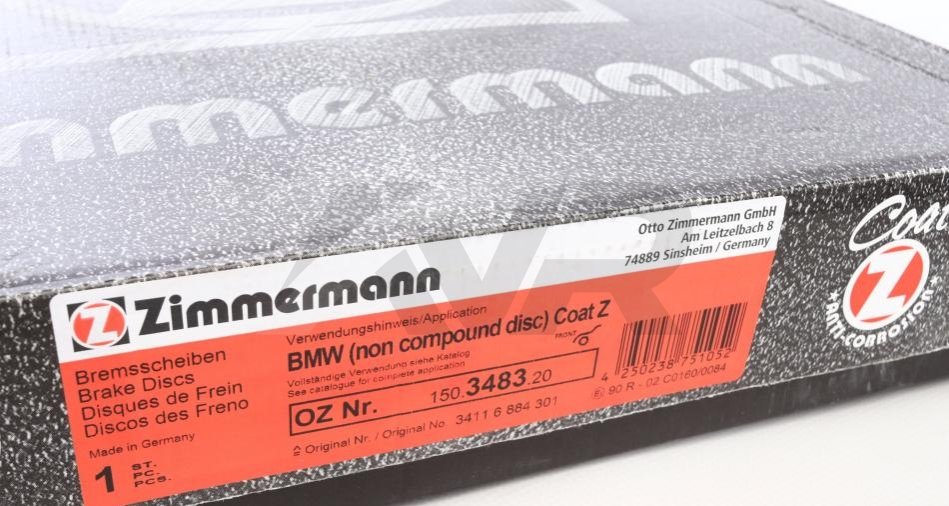 mmermann
Otto Zimmermann GmbH
Am Leitzelbach 8
74889 Sinsheim / Germany
Coat
Z
ANTI-CORROSION
Z Zimmermann
Bremsscheiben
Brake Discs
Disques de Frein
Discos des Freno
Made in Germany
1 ST.
PC.
PCS.
Verwendungshinweis/Application
BMW (non compound disc) Coat Z
Vollständige Verwendung siehe Katalog
See catalogue for complete application
FRONT
OZ Nr. 150.3483.20
≙ Original Nr. / Original No. 3411 6 884 301
4 250238 751052
E1 90 R - 02 C0160/0084